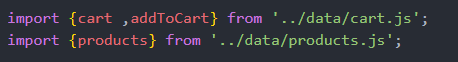 import {cart ,addToCart} from '../data/cart.js';
import {products} from '../data/products.js';